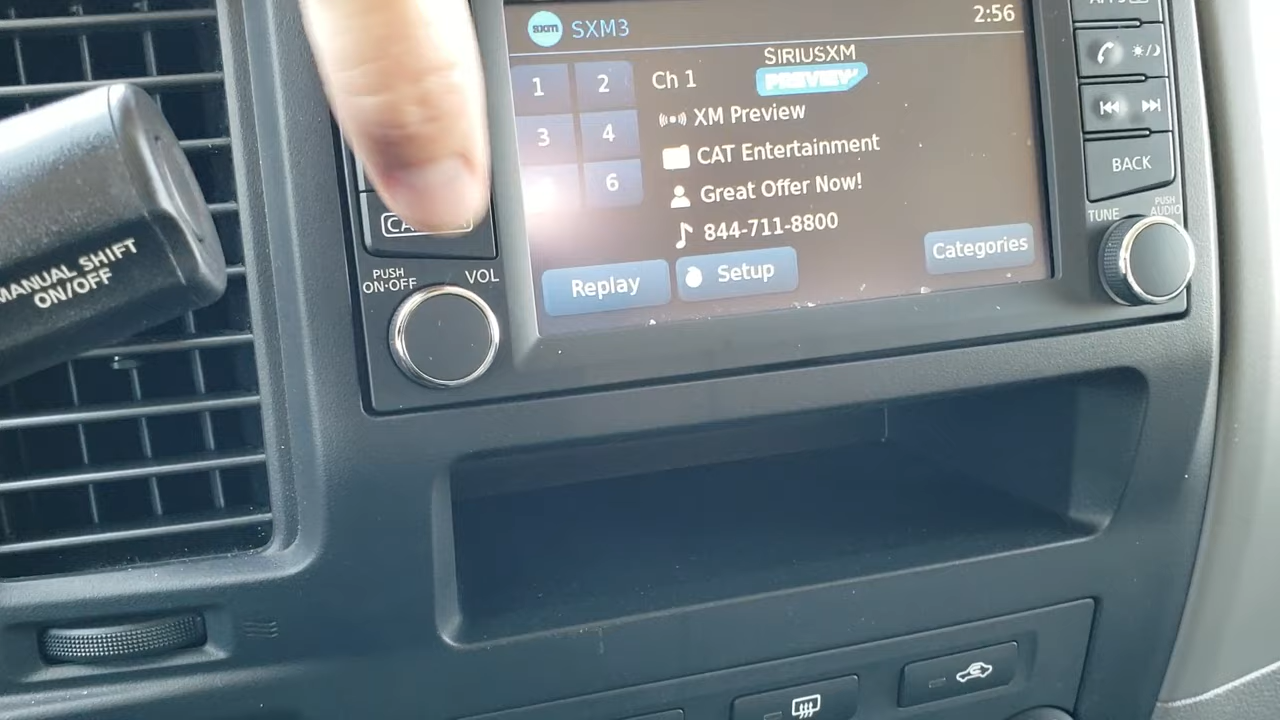 sxm SXM3 2:56
SIRIUSXM
PREVIEW
1 2 Ch 1
XM Preview
3 4
CAT Entertainment
6
Great Offer Now!
844-711-8800
Replay Setup Categories
BACK
TUNE PUSH
AUDIO
PUSH
ON·OFF
VOL
MANUAL SHIFT
ON/OFF